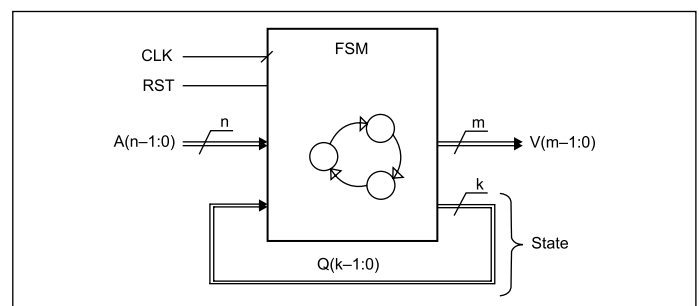 FSM
CLK
RST
A(n–1:0)
n
m
V(m–1:0)
k
State
Q(k–1:0)